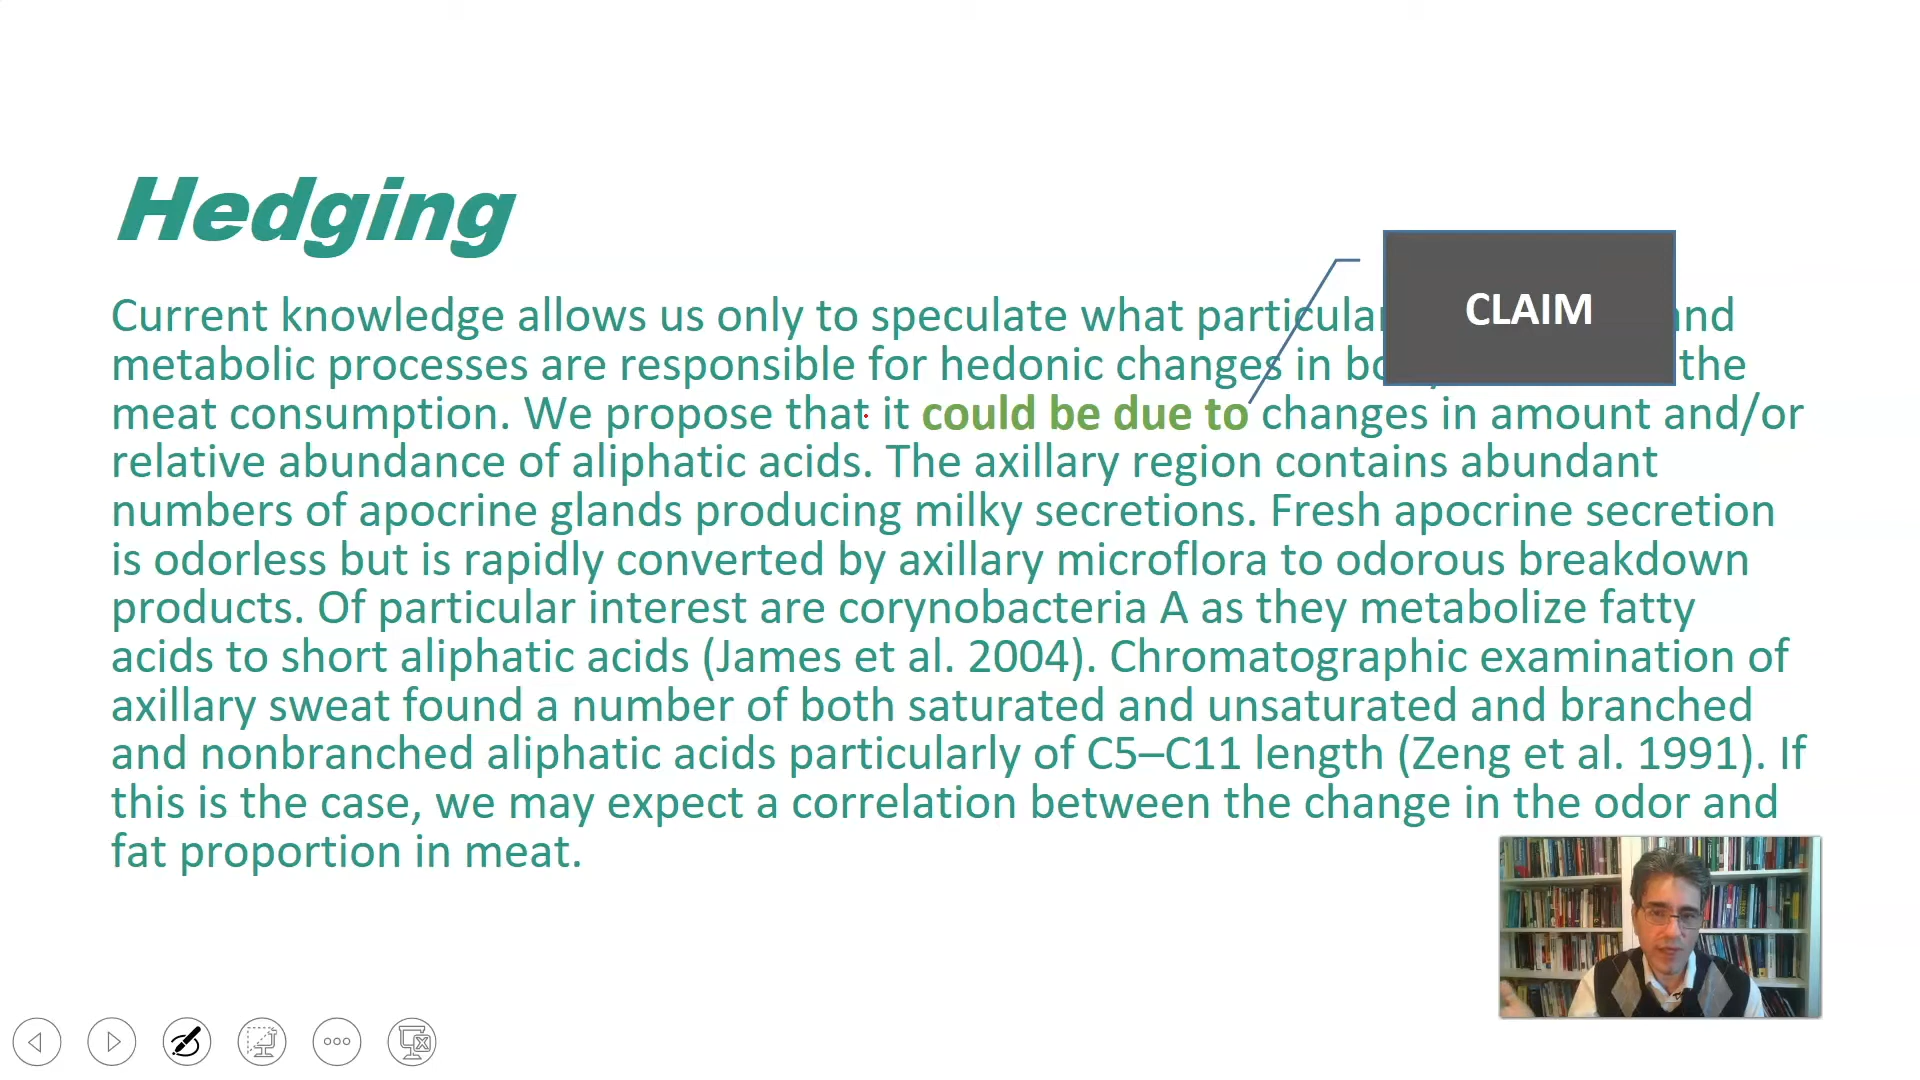 Hedging
CLAIM
Current knowledge allows us only to speculate what particular and
metabolic processes are responsible for hedonic changes in the
meat consumption. We propose that it could be due to changes in amount and/or
relative abundance of aliphatic acids. The axillary region contains abundant
numbers of apocrine glands producing milky secretions. Fresh apocrine secretion
is odorless but is rapidly converted by axillary microflora to odorous breakdown
products. Of particular interest are corynobacteria A as they metabolize fatty
acids to short aliphatic acids (James et al. 2004). Chromatographic examination of
axillary sweat found a number of both saturated and unsaturated and branched
and nonbranched aliphatic acids particularly of C5–C11 length (Zeng et al. 1991). If
this is the case, we may expect a correlation between the change in the odor and
fat proportion in meat.